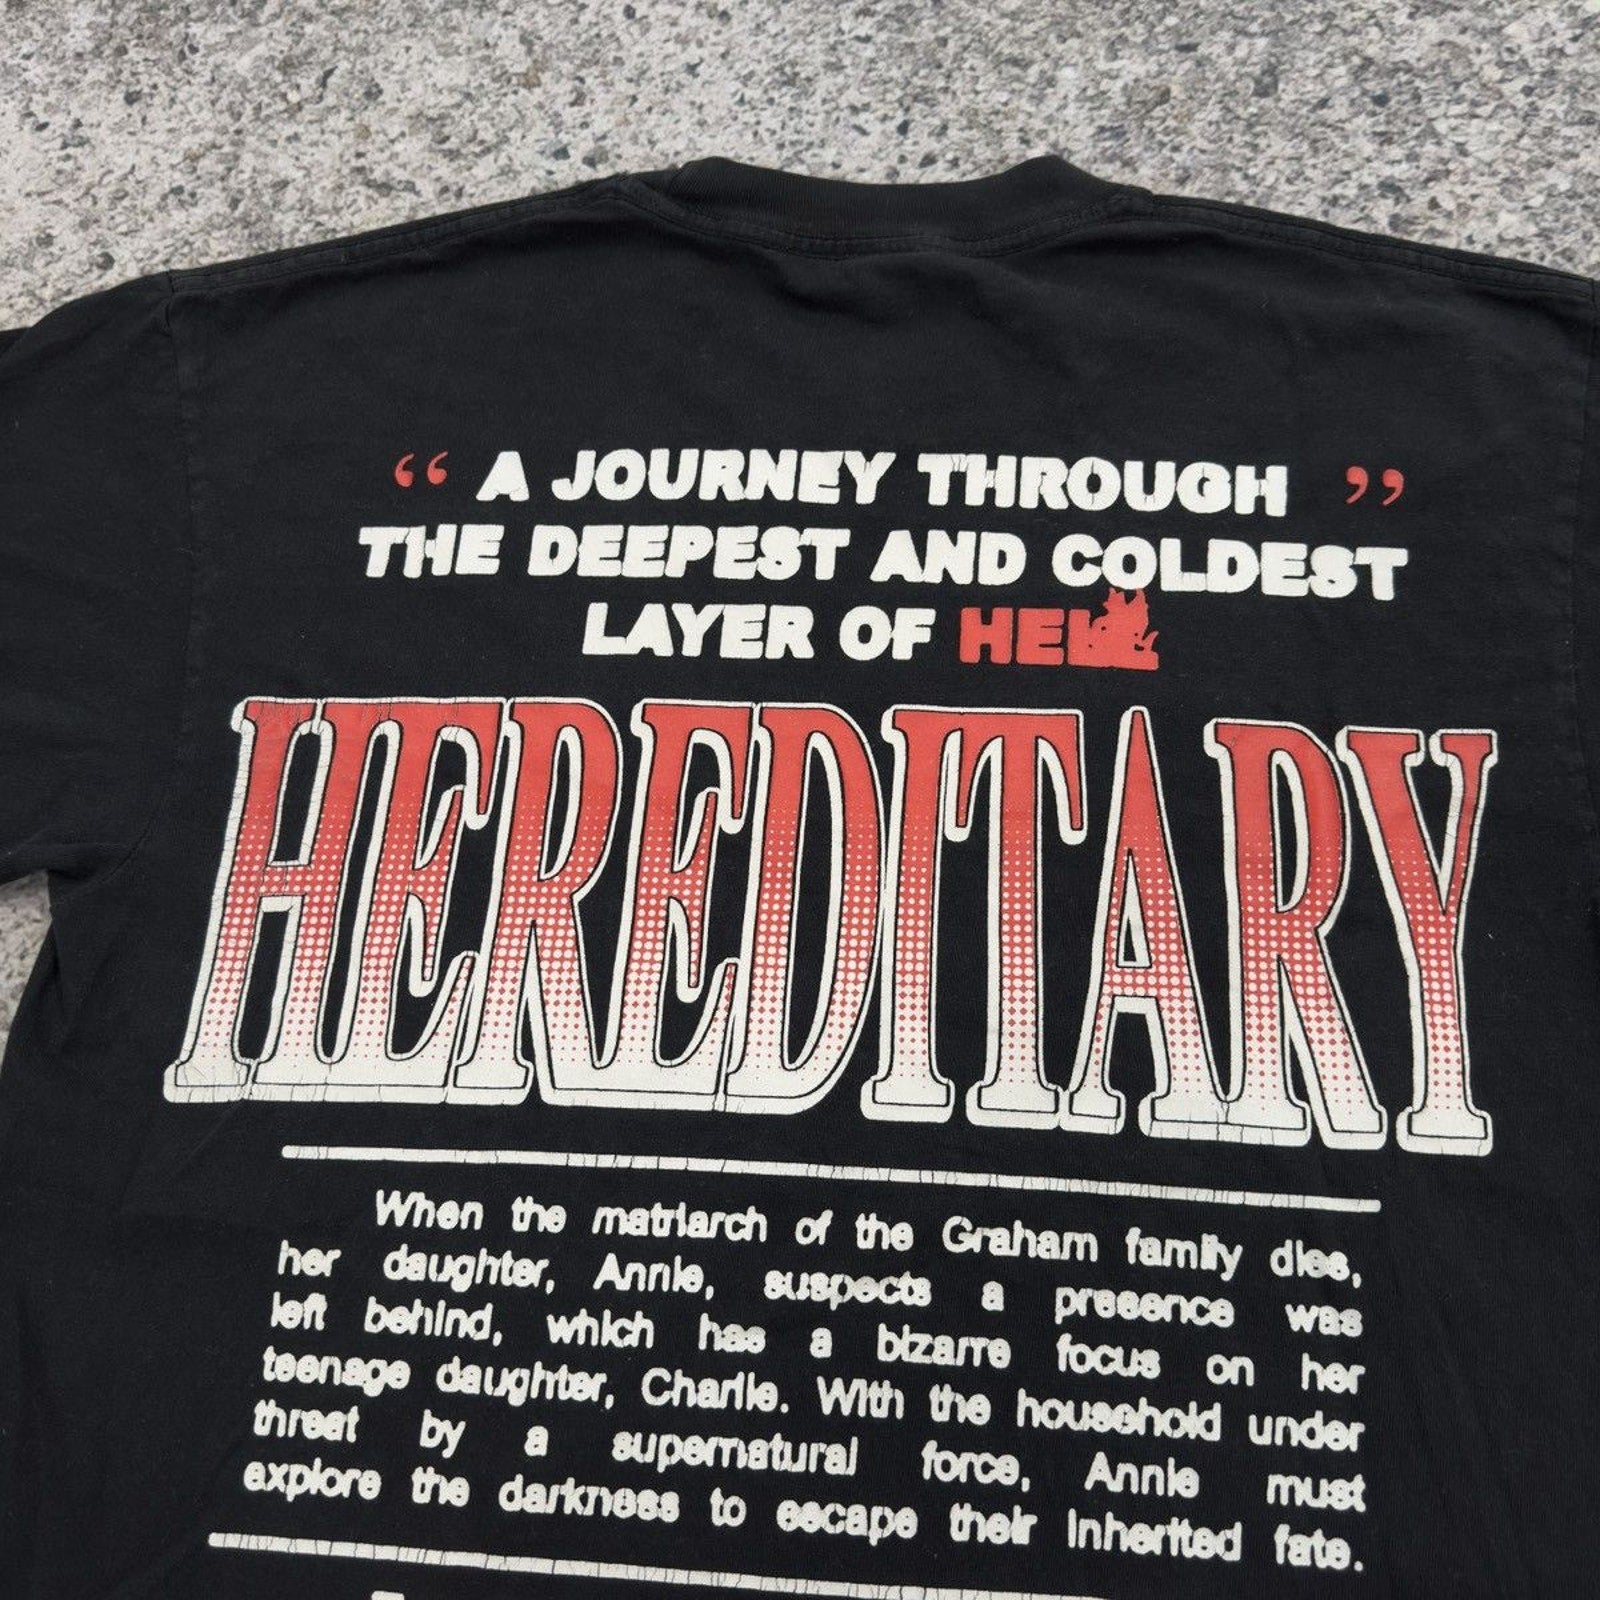 “ A JOURNEY THROUGH ”
THE DEEPEST AND COLDEST
LAYER OF HELL
HEREDITARY
When the matriarch of the Graham family dies,
her daughter, Annie, suspects a presence was
left behind, which has a bizarre focus on her
teenage daughter, Charlie. With the household under
threat by a supernatural force, Annie must
explore the darkness to escape their inherited fate.